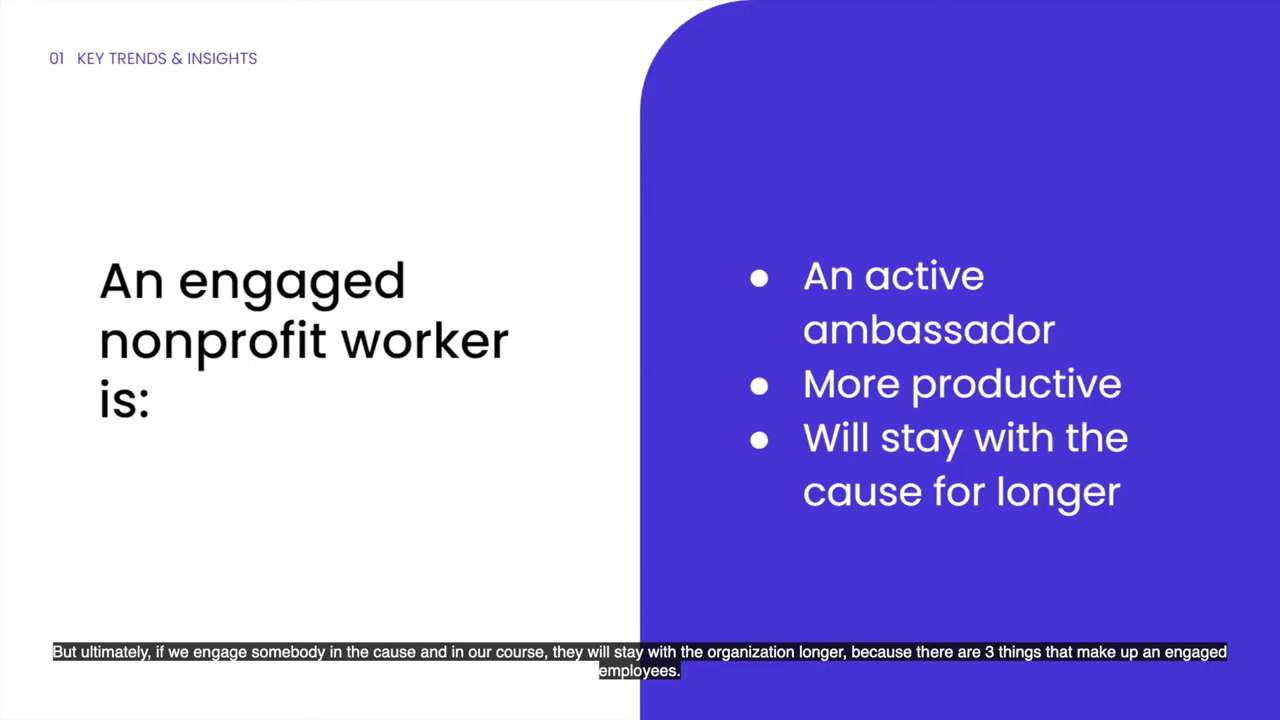 01 KEY TRENDS & INSIGHTS
An engaged
nonprofit worker
is:
● An active
ambassador
● More productive
● Will stay with the
cause for longer
But ultimately, if we engage somebody in the cause and in our course, they will stay with the organization longer, because there are 3 things that make up an engaged
employees.